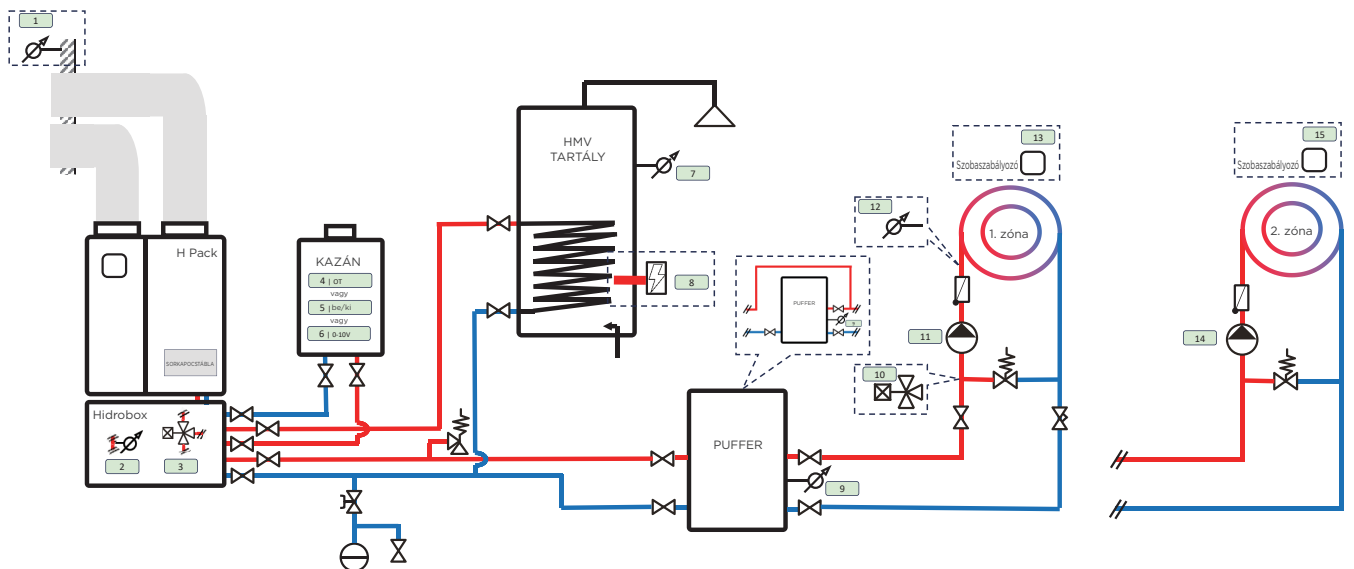 1
HMV
TARTÁLY
7
8
13
Szobaszabályozó
15
Szobaszabályozó
12
1. zóna
2. zóna
H Pack
SORKAPOCSTÁBLA
KAZÁN
4 | OT
vagy
5 | be/ki
vagy
6 | 0-10V
PUFFER
11
14
10
Hidrobox
2
3
PUFFER
9